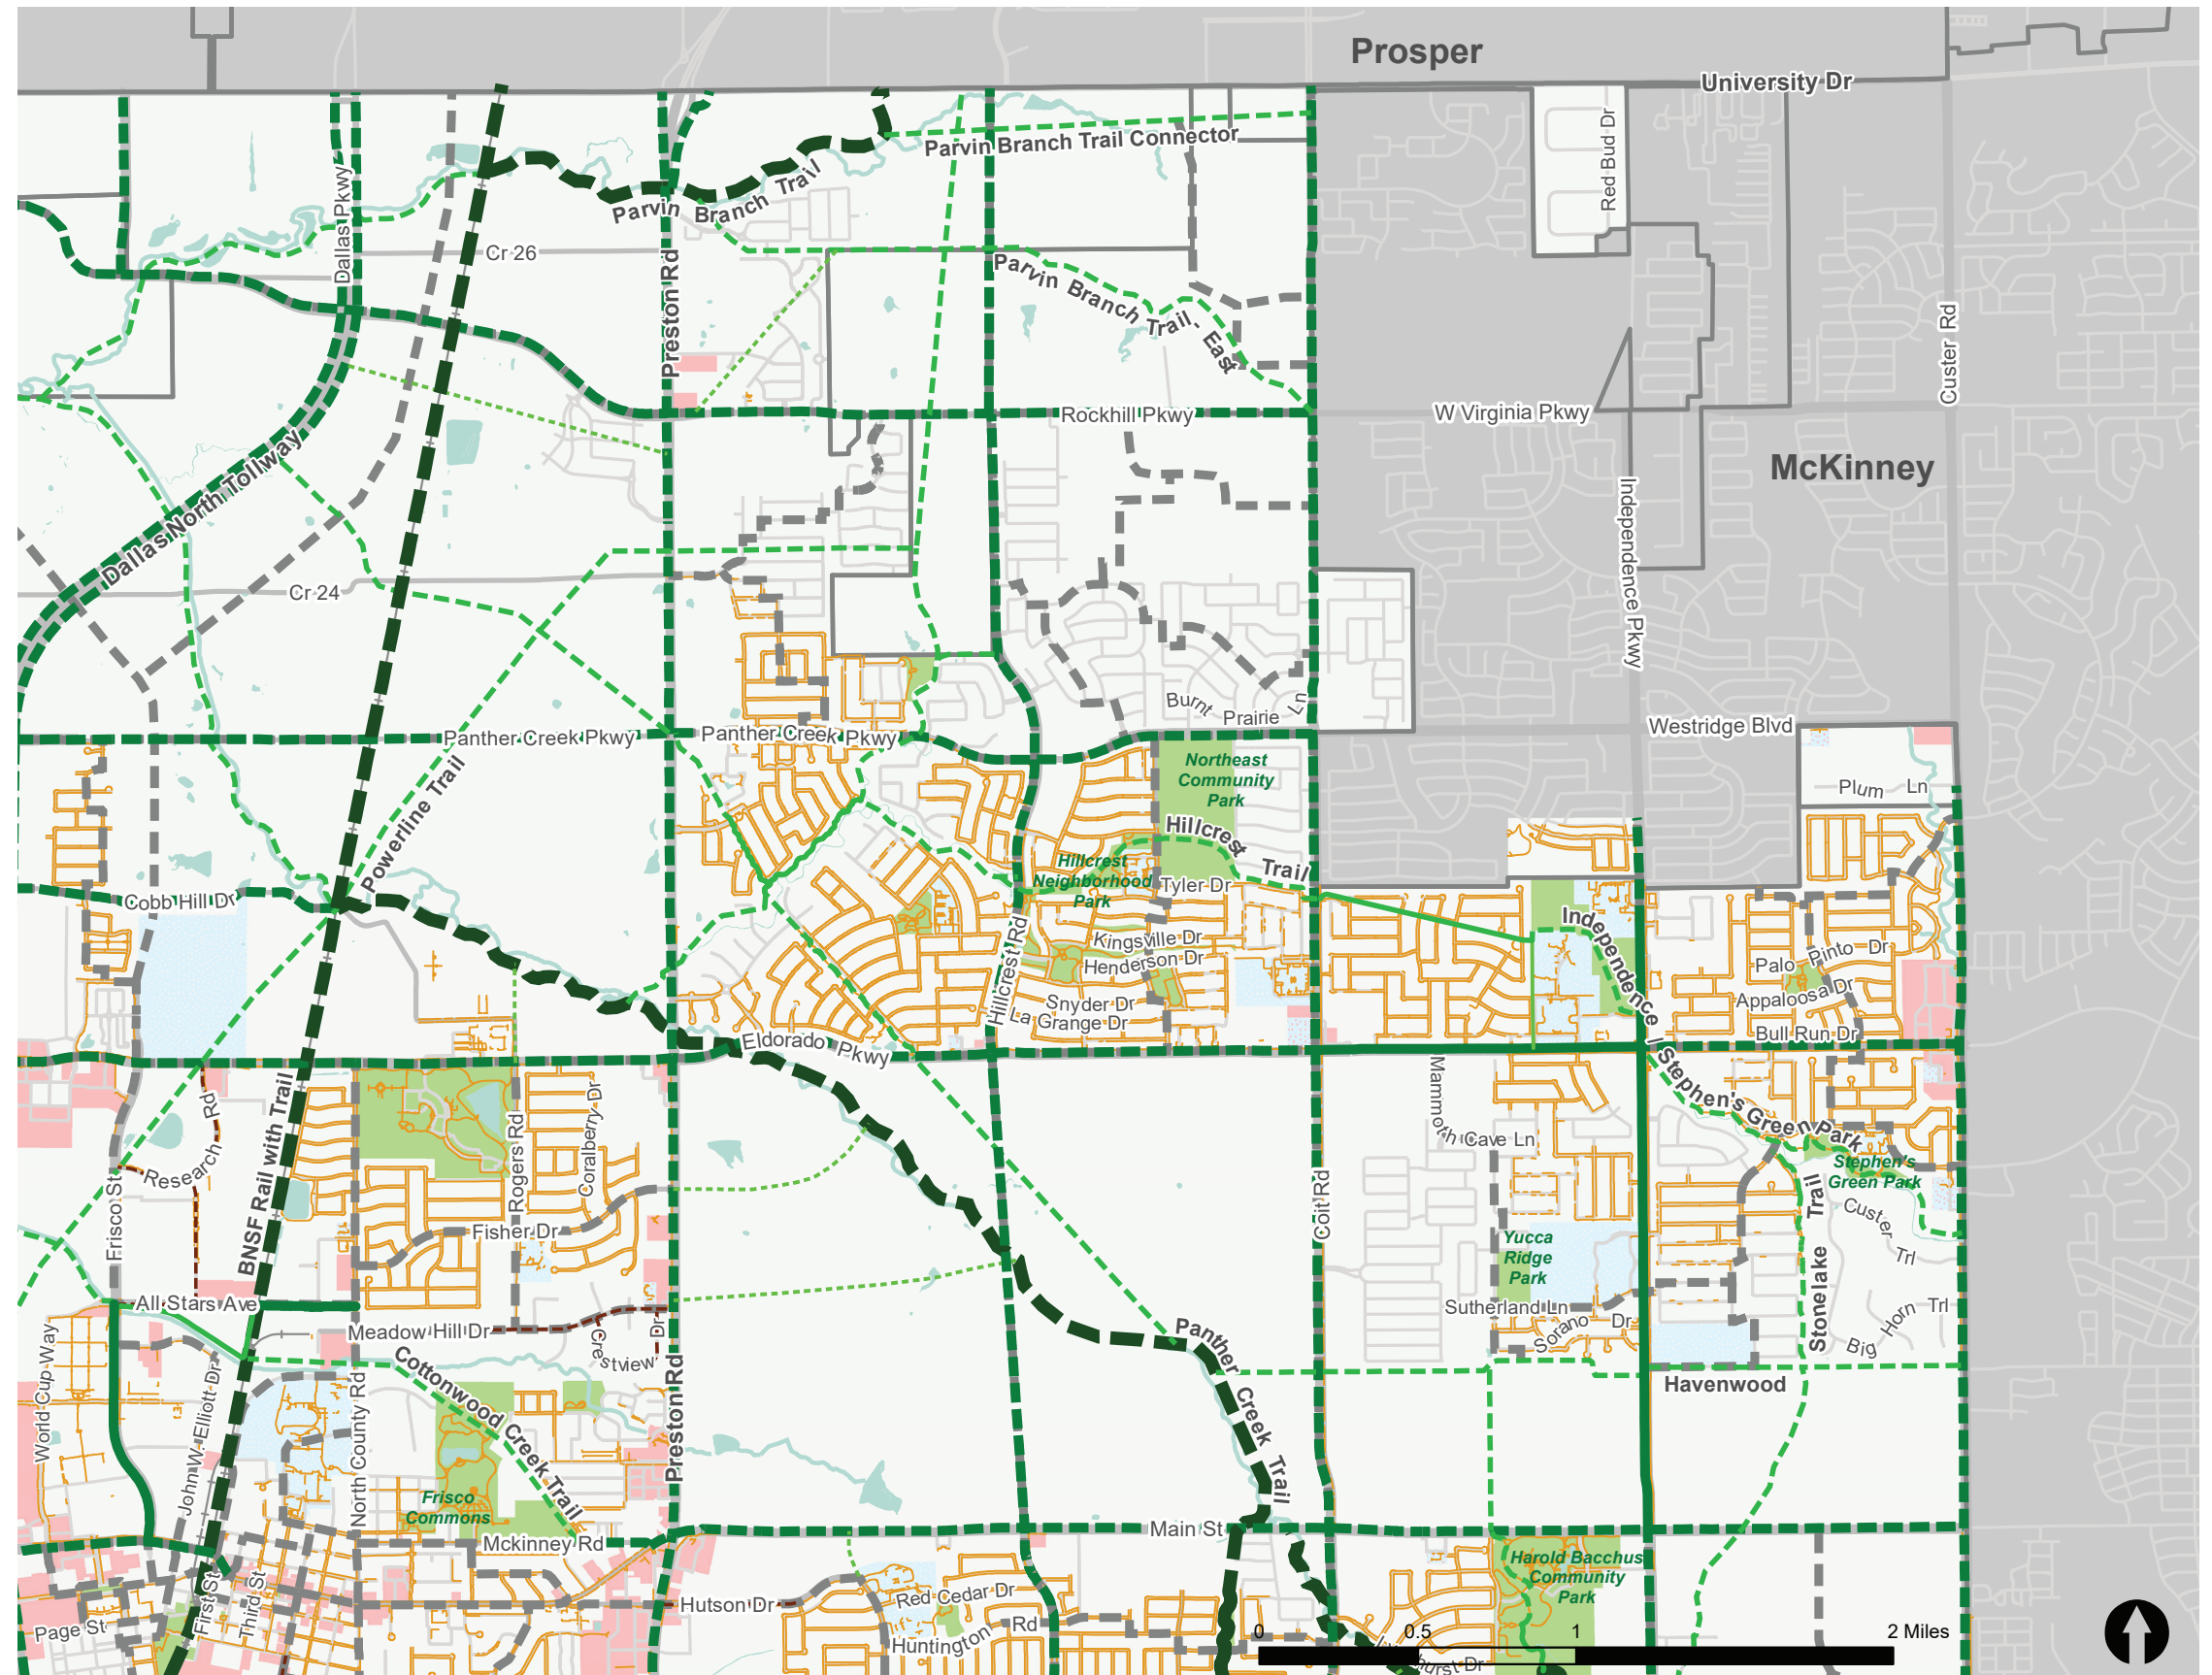 Prosper
University Dr
Red Bud Dr
Parvin Branch Trail Connector
Parvin Branch Trail
Dallas Pkwy
Cr 26
Preston Rd
Parvin Branch Trail - East
Custer Rd
Rockhill Pkwy
W Virginia Pkwy
McKinney
Dallas North Tollway
Independence Pkwy
Cr 24
Burnt Prairie Ln
Westridge Blvd
Panther Creek Pkwy
Panther Creek Pkwy
Northeast
Community
Park
Plum Ln
Powerline Trail
Hillcrest Trail
Hillcrest
Neighborhood
Park
Tyler Dr
Cobb Hill Dr
Independence / Stephen's Green Park
Kingsville Dr
Henderson Dr
Hillcrest Rd
Palo Pinto Dr
Appaloosa Dr
Snyder Dr
La Grange Dr
Bull Run Dr
Eldorado Pkwy
Mammoth Cave Ln
Research Rd
BNSF Rail with Trail
Rogers Rd
Coralberry Dr
Stephen's
Green Park
Frisco St
Fisher Dr
Coit Rd
Stonelake Trail
Custer Trl
Yucca
Ridge
Park
All Stars Ave
Sutherland Ln
Sorano Dr
Big Horn Trl
Meadow Hill Dr
Crestview Dr
Panther Creek Trail
World Cup Way
John W. Elliott Dr
North County Rd
Cottonwood Creek Trail
Preston Rd
Havenwood
Frisco
Commons
Main St
Mckinney Rd
Harold Bacchus
Community
Park
First St
Third St
Hutson Dr
Red Cedar Dr
Page St
Huntington Rd
0 0.5 1 2 Miles